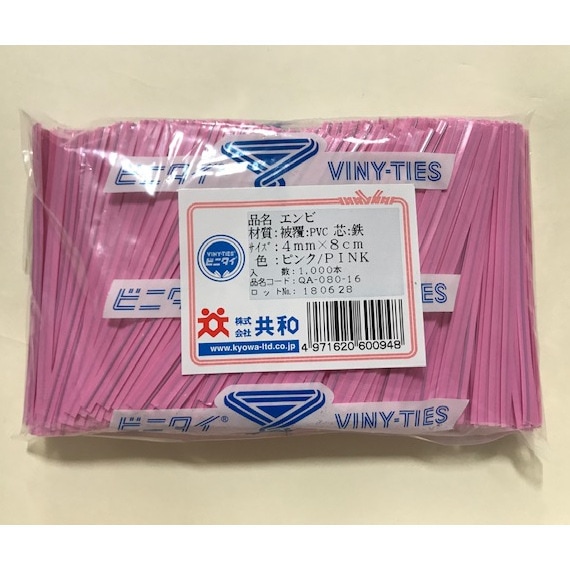 ビニタイ VINY-TIES
品名 エンビ
材質:被覆:PVC 芯:鉄
サイズ:4mm×8cm
色:ピンク/PINK
入 数:1,000本
品名コード:QA-080-16
ロットNo.:180628
VINY-TIES
ビニタイ
株式会社 共和
www.kyowa-ltd.co.jp
4 971620 600948
ビニタイ VINY-TIES
ビニタイ® VINY-TIES